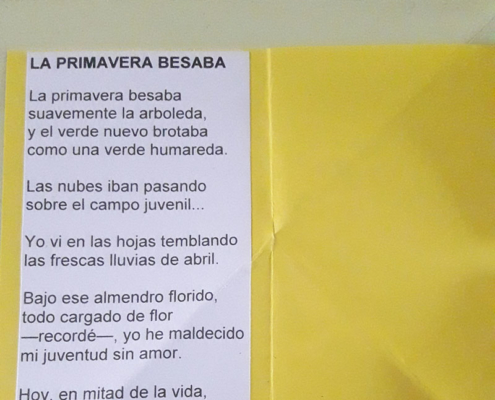 LA PRIMAVERA BESABA
La primavera besaba
suavemente la arboleda,
y el verde nuevo brotaba
como una verde humareda.
Las nubes iban pasando
sobre el campo juvenil...
Yo vi en las hojas temblando
las frescas lluvias de abril.
Bajo ese almendro florido,
todo cargado de flor
—recordé—, yo he maldecido
mi juventud sin amor.
Hoy, en mitad de la vida,